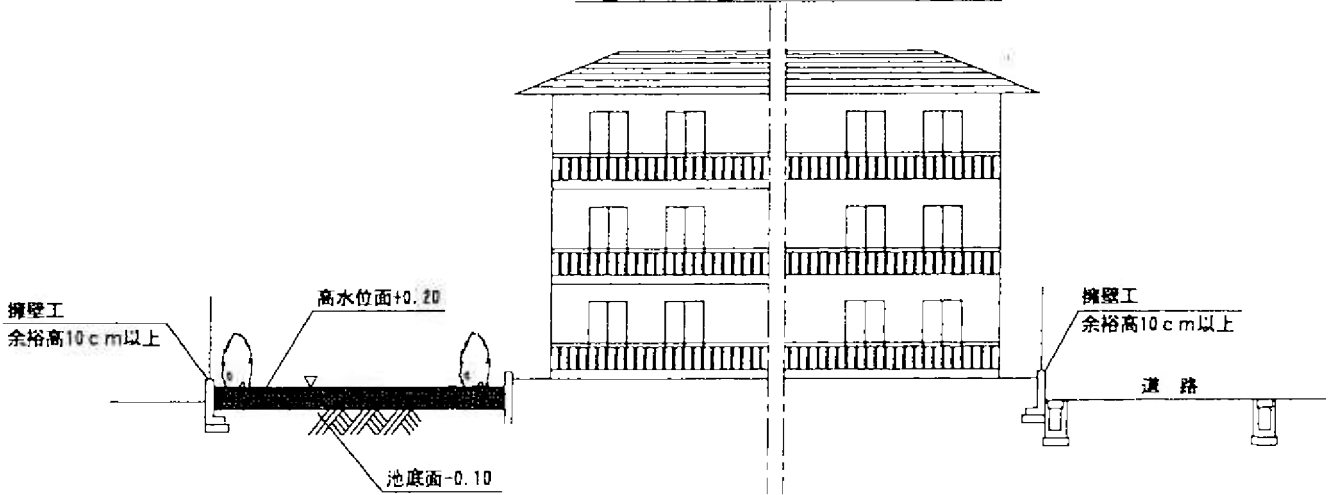 擁壁工
余裕高10cm以上
高水位面+0.20
擁壁工
余裕高10cm以上
道路
池底面-0.10